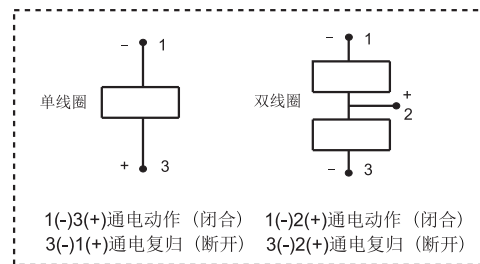 - 1
单线圈
+ 3
- 1
双线圈
+
2
- 3
1(-)3(+)通电动作（闭合）
3(-)1(+)通电复归（断开）
1(-)2(+)通电动作（闭合）
3(-)2(+)通电复归（断开）